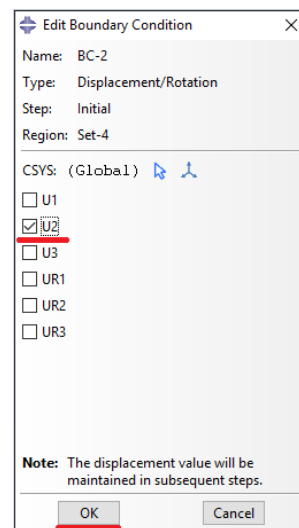 Edit Boundary Condition
Name: BC-2
Type: Displacement/Rotation
Step: Initial
Region: Set-4
CSYS: (Global)
U1
U2
U3
UR1
UR2
UR3
Note: The displacement value will be
maintained in subsequent steps.
OK Cancel